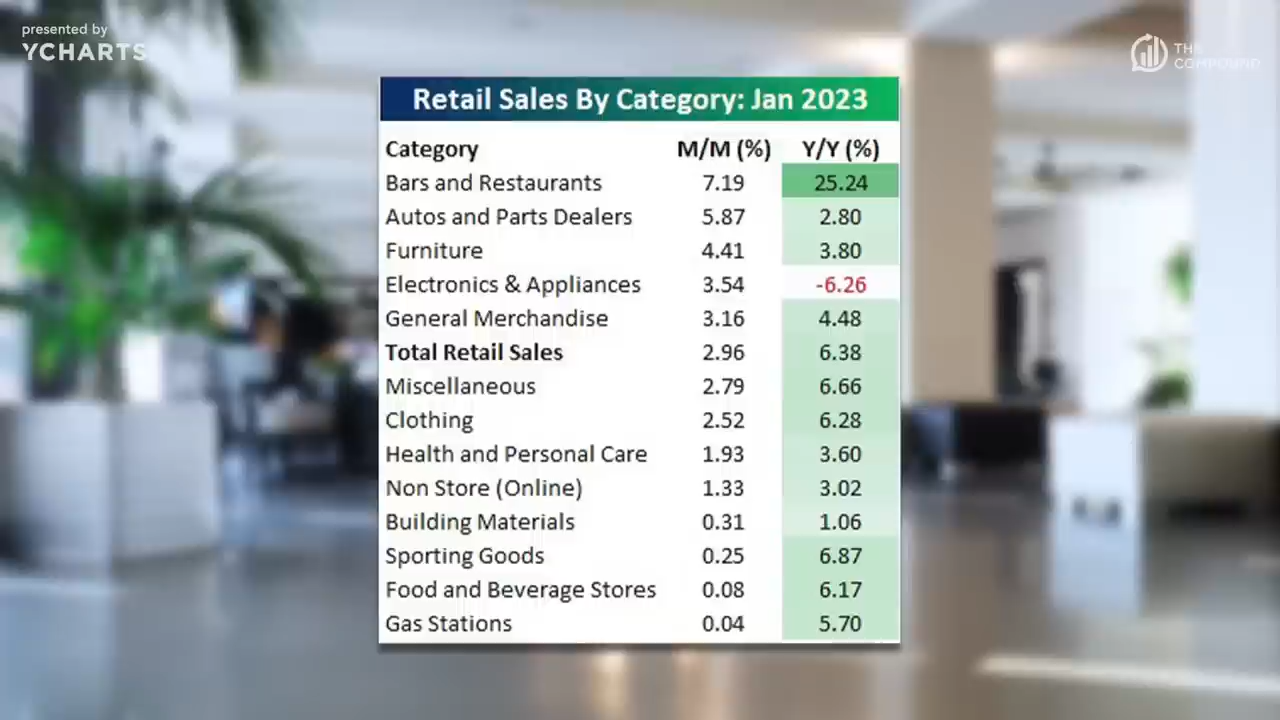 presented by
YCHARTS
THE
COMPOUND
Retail Sales By Category: Jan 2023
Category M/M (%) Y/Y (%)
Bars and Restaurants 7.19 25.24
Autos and Parts Dealers 5.87 2.80
Furniture 4.41 3.80
Electronics & Appliances 3.54 -6.26
General Merchandise 3.16 4.48
Total Retail Sales 2.96 6.38
Miscellaneous 2.79 6.66
Clothing 2.52 6.28
Health and Personal Care 1.93 3.60
Non Store (Online) 1.33 3.02
Building Materials 0.31 1.06
Sporting Goods 0.25 6.87
Food and Beverage Stores 0.08 6.17
Gas Stations 0.04 5.70